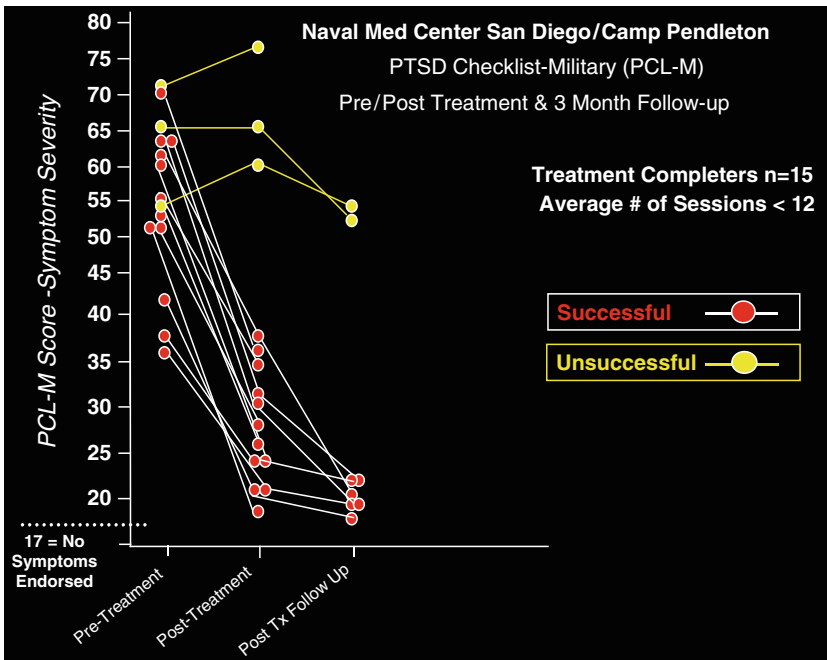 Naval Med Center San Diego/Camp Pendleton
PTSD Checklist-Military (PCL-M)
Pre/Post Treatment & 3 Month Follow-up
Treatment Completers n=15
Average # of Sessions < 12
Successful
Unsuccessful
PCL-M Score -Symptom Severity
80
75
70
65
60
55
50
45
40
35
30
25
20
17 = No
Symptoms
Endorsed
Pre-Treatment
Post-Treatment
Post Tx Follow Up